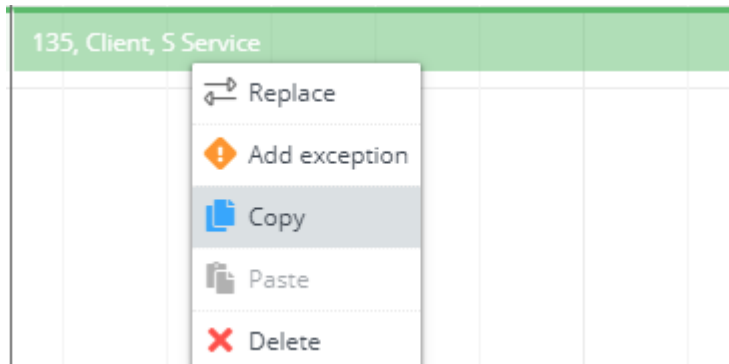 135, Client, S Service
Replace
Add exception
Copy
Paste
Delete